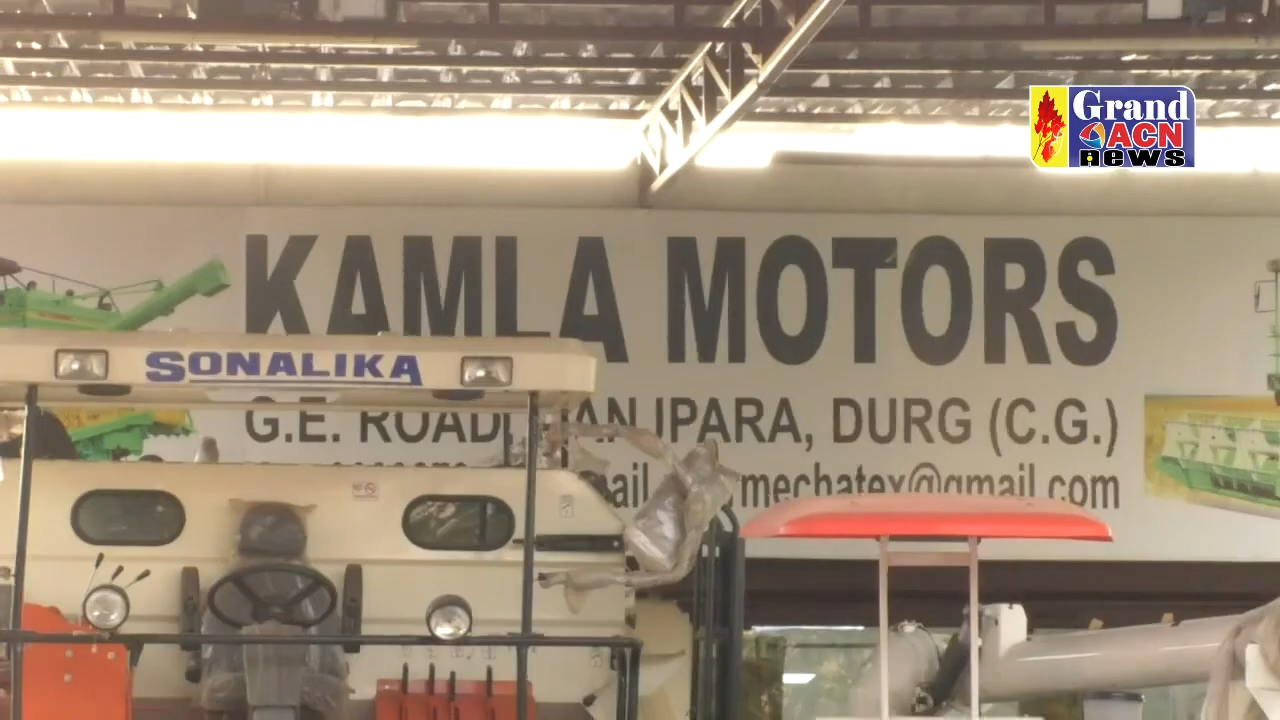 Grand
ACN
news
KAMLA MOTORS
SONALIKA
G.E. ROAD, DURG (C.G.)
mechatex@gmail.com